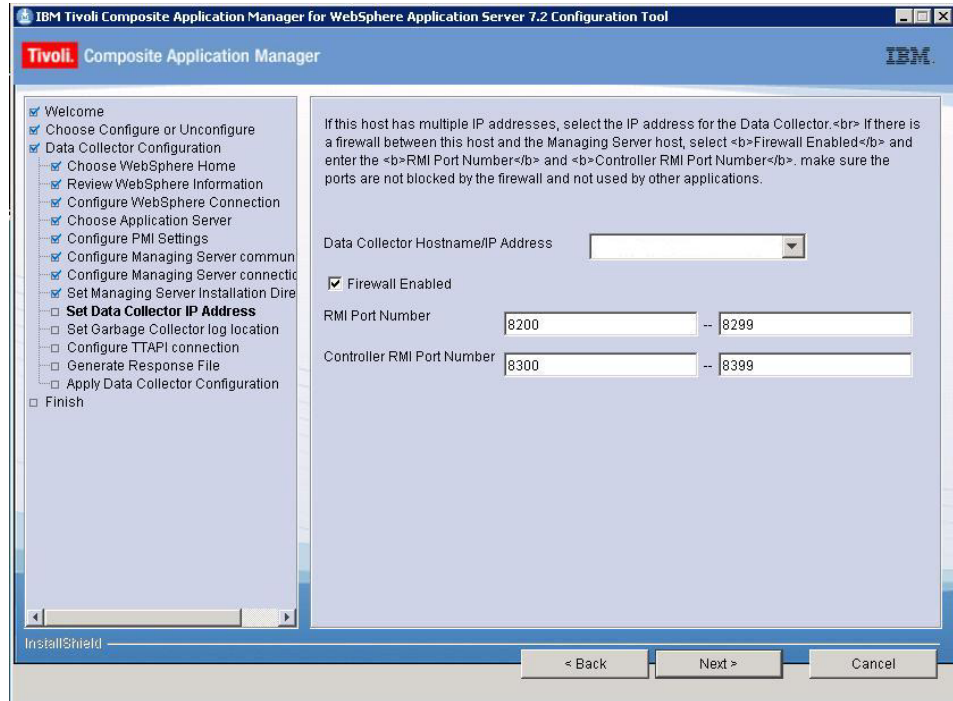 IBM Tivoli Composite Application Manager for WebSphere Application Server 7.2 Configuration Tool
Tivoli. Composite Application Manager
IBM.
Welcome
Choose Configure or Unconfigure
Data Collector Configuration
Choose WebSphere Home
Review WebSphere Information
Configure WebSphere Connection
Choose Application Server
Configure PMI Settings
Configure Managing Server commun
Configure Managing Server connectic
Set Managing Server Installation Dire
Set Data Collector IP Address
Set Garbage Collector log location
Configure TTAPI connection
Generate Response File
Apply Data Collector Configuration
Finish
If this host has multiple IP addresses, select the IP address for the Data Collector.<br> If there is
a firewall between this host and the Managing Server host, select <b>Firewall Enabled</b> and
enter the <b>RMI Port Number</b> and <b>Controller RMI Port Number</b>. make sure the
ports are not blocked by the firewall and not used by other applications.
Data Collector Hostname/IP Address
Firewall Enabled
RMI Port Number 8200 -- 8299
Controller RMI Port Number 8300 -- 8399
InstallShield
< Back Next > Cancel